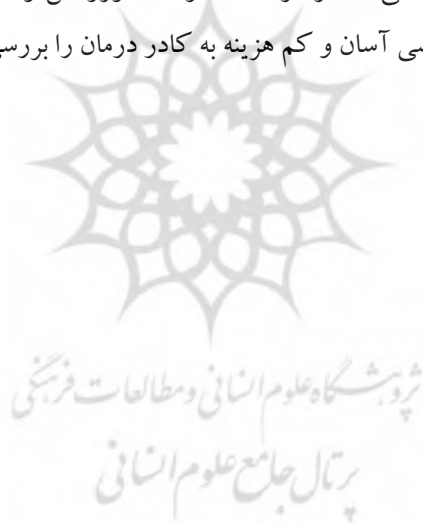 سی آسان و کم هزینه به کادر درمان را بررسی
پژوهشگاه علوم انسانی و مطالعات فرهنگی
پرتال جامع علوم انسانی